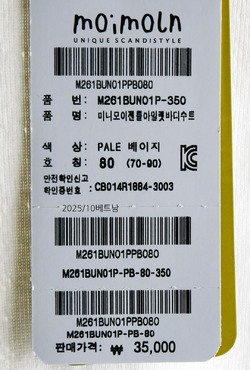 moimoln
UNIQUE SCANDISTYLE
M261BUN01PPB080
품 번: M261BUN01P-350
품 명: 미니모이젠틀아일렛바디수트
색 상: PALE 베이지
호 칭: 80 (70-90)
안전확인신고
확인증번호 :CB014R1884-3003
2025/10베트남
M261BUN01PPB080
M261BUN01P-PB-80-350
M261BUN01PPB080
M261BUN01P-PB-80
판매가격: ₩ 35,000